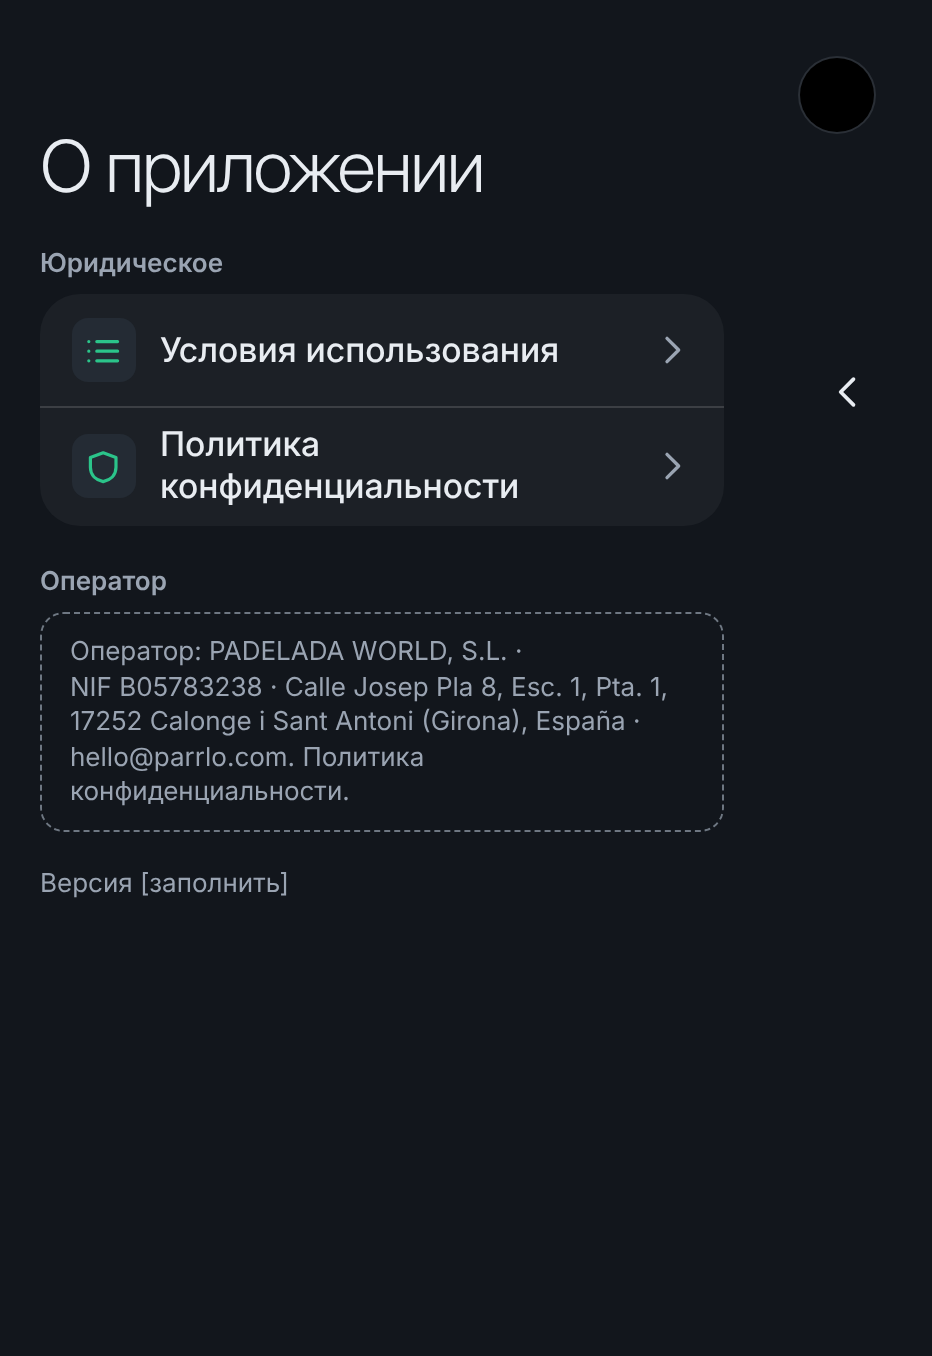 О приложении
Юридическое
Условия использования
Политика
конфиденциальности
Оператор
Оператор: PADELADA WORLD, S.L. ·
NIF B05783238 · Calle Josep Pla 8, Esc. 1, Pta. 1,
17252 Calonge i Sant Antoni (Girona), España ·
hello@parrlo.com. Политика
конфиденциальности.
Версия [заполнить]